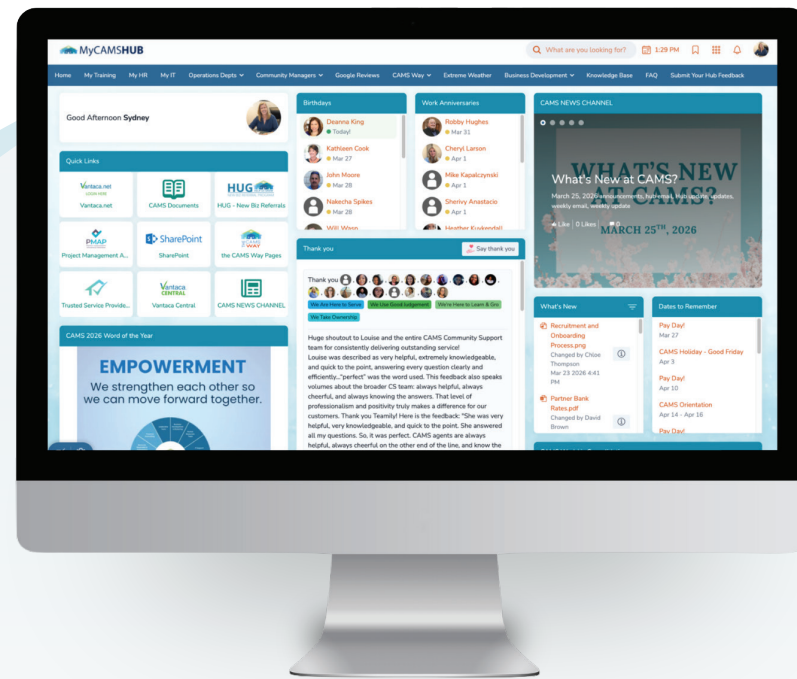 MyCAMSHUB
What are you looking for?
1:29 PM
Home My Training My HR My IT Operations Depts Community Managers Google Reviews CAMS Way Extreme Weather Business Development Knowledge Base FAQ Submit Your Hub Feedback
Good Afternoon Sydney
Quick Links
Vantaca.net
LOGIN HERE
Vantaca.net
CAMS Documents
HUG
HUG - New Biz Referrals
PMAP
Project Management A...
SharePoint
SharePoint
CAMS
WAY
the CAMS Way Pages
Trusted Service Provide...
Vantaca
CENTRAL
Vantaca Central
CAMS NEWS CHANNEL
CAMS 2026 Word of the Year
EMPOWERMENT
We strengthen each other so
we can move forward together.
Birthdays
Deanna King
Today!
Kathleen Cook
Mar 27
John Moore
Mar 28
Nakecha Spikes
Mar 28
Will Wesp
Work Anniversaries
Robby Hughes
Mar 31
Cheryl Larson
Apr 1
Mike Kapalczynski
Apr 1
Sherivy Anastacio
Apr 1
Heather Kuykendall
Thank you
Say thank you
Thank you
We Are Here to Serve We Use Good Judgement We're Here to Learn & Gro
We Take Ownership
Huge shoutout to Louise and the entire CAMS Community Support
team for consistently delivering outstanding service!
Louise was described as very helpful, extremely knowledgeable,
and quick to the point, answering every question clearly and
efficiently..."perfect" was the word used. This feedback also speaks
volumes about the broader CS team: always helpful, always
cheerful, and always knowing the answers. That level of
professionalism and positivity truly makes a difference for our
customers. Thank you Teamily! Here is the feedback: "She was very
helpful, very knowledgeable, and quick to the point. She answered
all my questions. So, it was perfect. CAMS agents are always
helpful, always cheerful on the other end of the line, and know the
CAMS NEWS CHANNEL
WHAT'S NEW
AT CAMS?
MARCH 25TH, 2026
What's New at CAMS?
March 25, 2026 announcements, hub email, Hub update, updates,
weekly email, weekly update
Like 0 Likes 0
What's New
Recruitment and
Onboarding
Process.png
Changed by Chloe
Thompson
Mar 23 2026 4:41
PM
Partner Bank
Rates.pdf
Changed by David
Brown
Dates to Remember
Pay Day!
Mar 27
CAMS Holiday - Good Friday
Apr 3
Pay Day!
Apr 10
CAMS Orientation
Apr 14 - Apr 16
Pay Day!